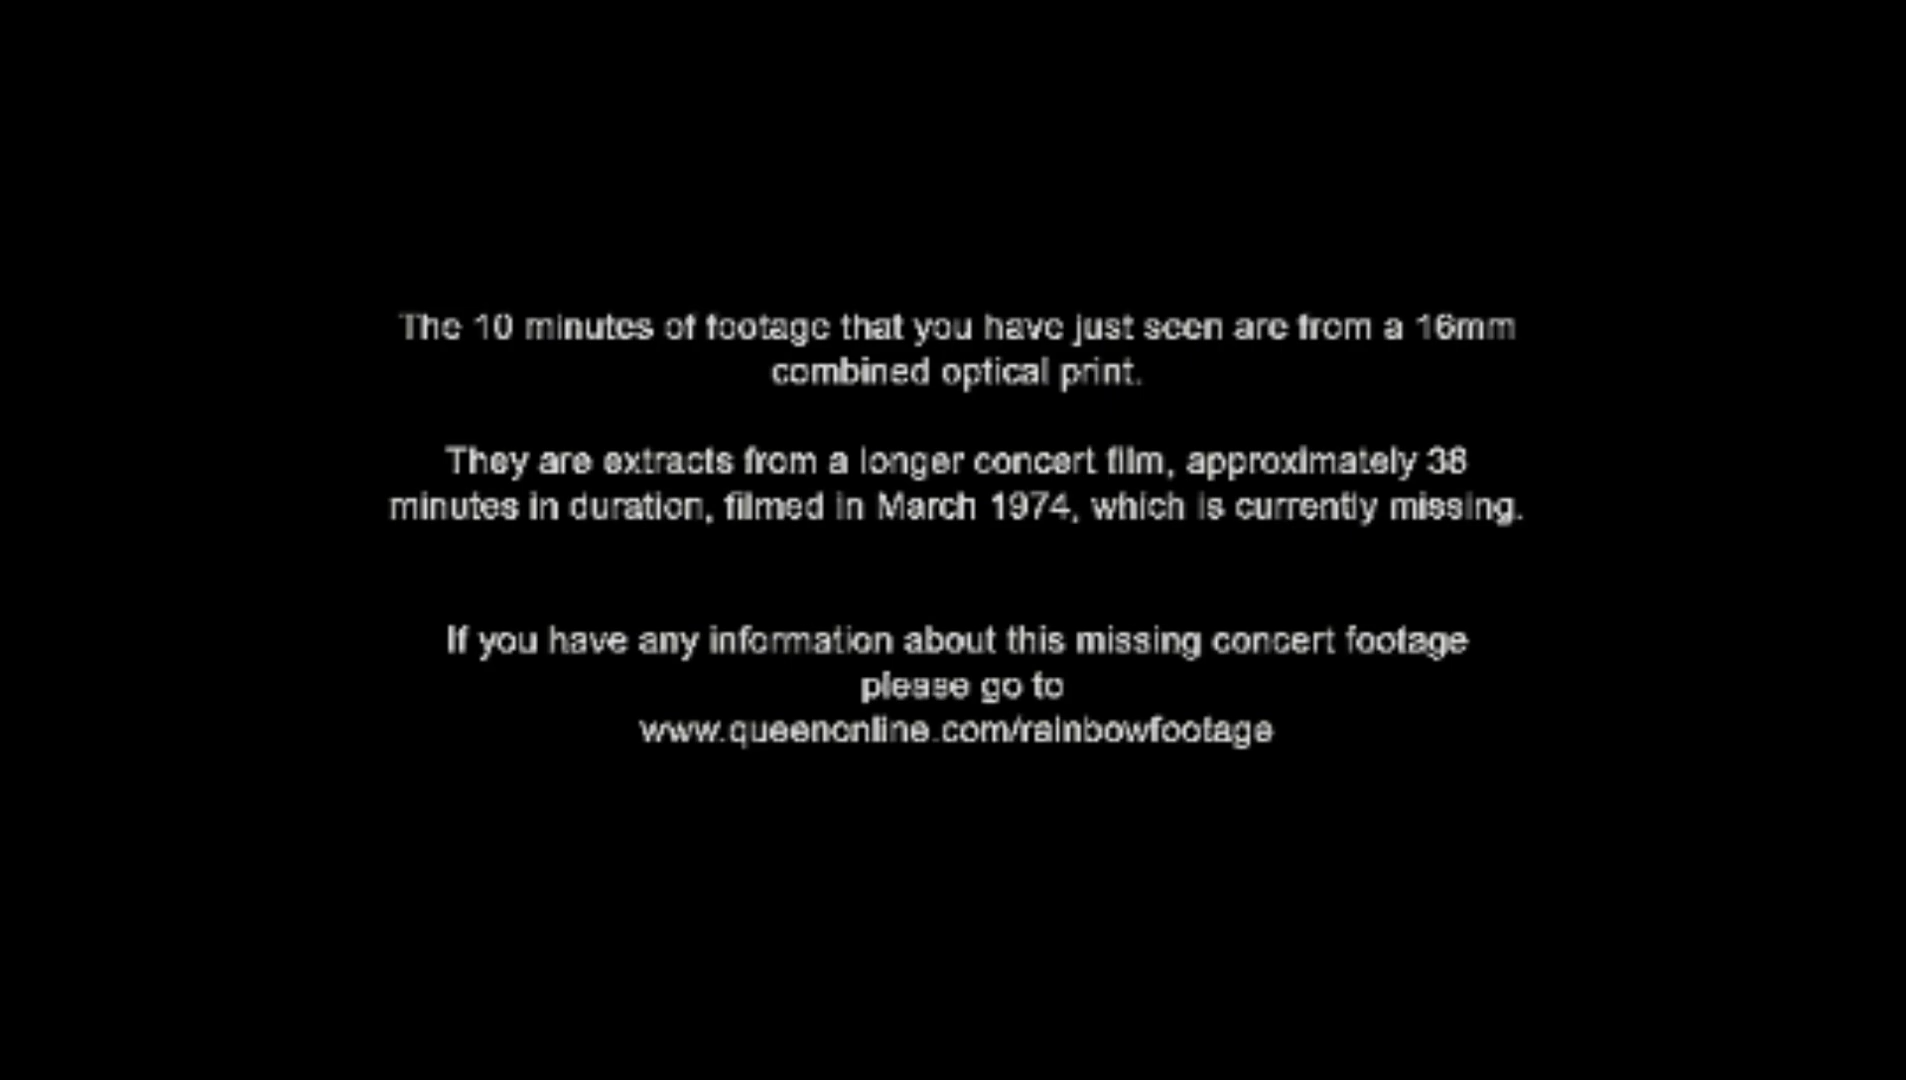 The 10 minutes of footage that you have just seen are from a 16mm
combined optical print.
They are extracts from a longer concert film, approximately 38
minutes in duration, filmed in March 1974, which is currently missing.
If you have any information about this missing concert footage
please go to
www.queenonline.com/rainbowfootage